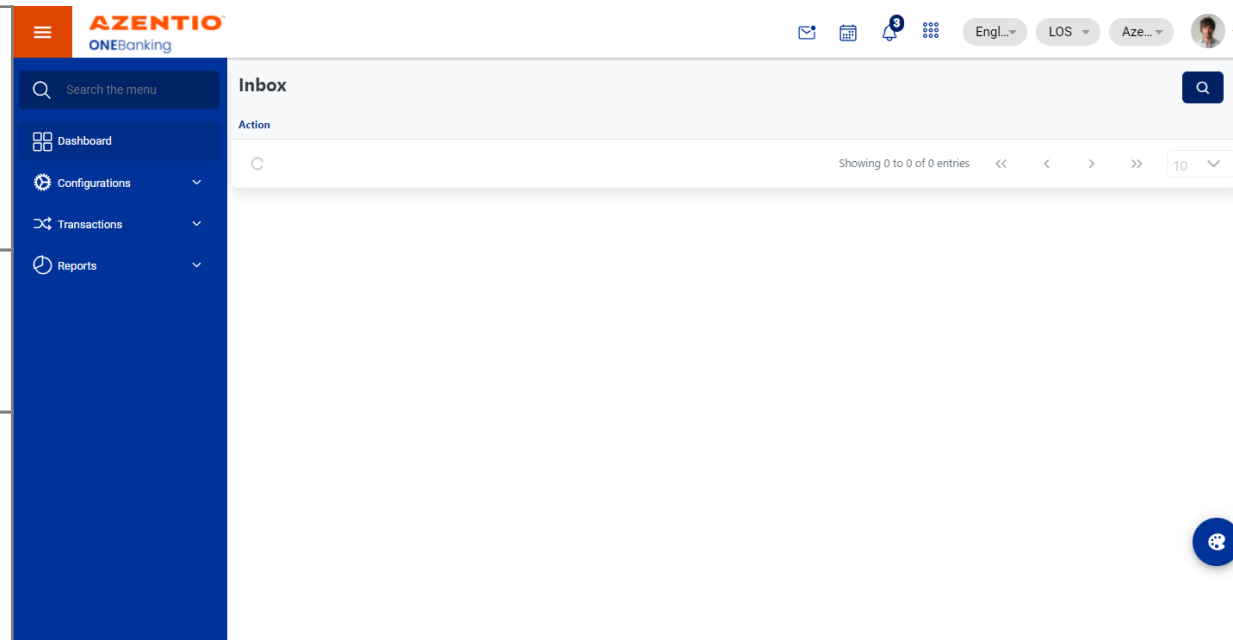 AZENTIO
ONEBanking
3
Engl...
LOS
Aze...
Search the menu
Inbox
Action
Dashboard
Showing 0 to 0 of 0 entries
10
Configurations
Transactions
Reports